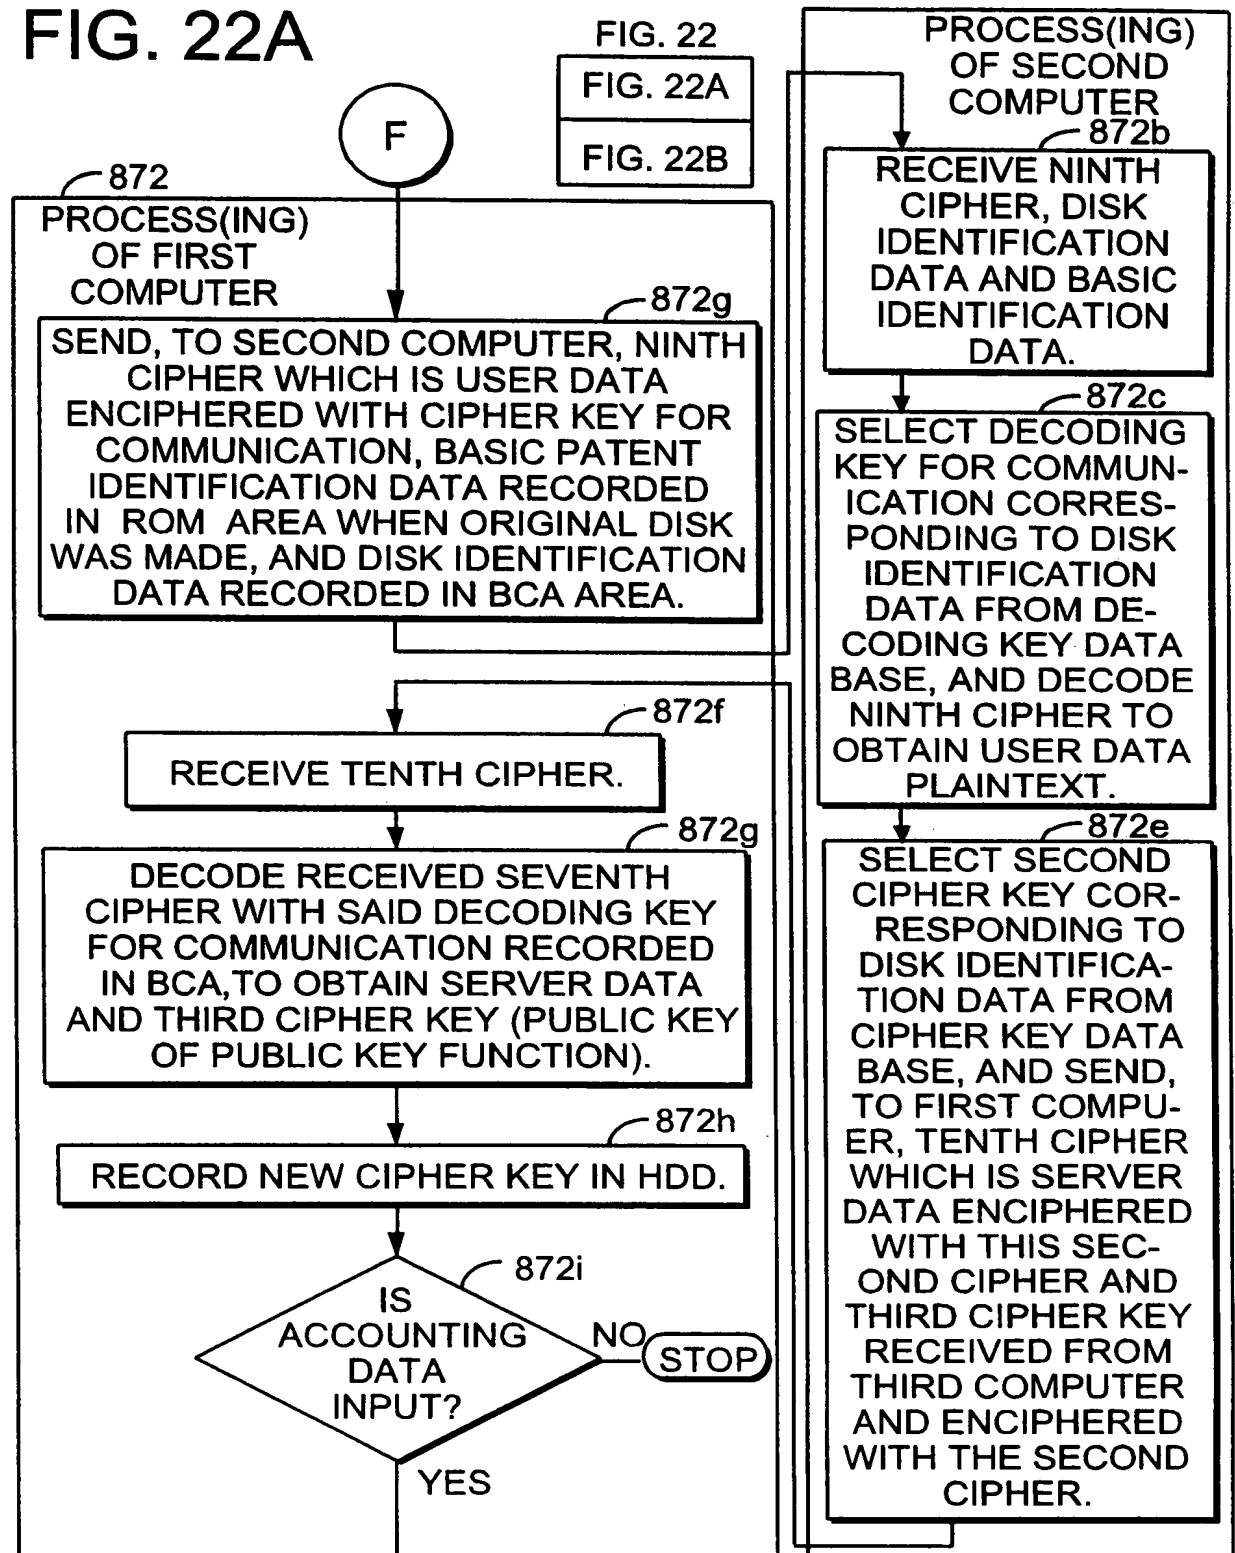 FIG. 22A
FIG. 22
FIG. 22A
FIG. 22B
F
872
PROCESS(ING)
OF FIRST
COMPUTER
872g
SEND, TO SECOND COMPUTER, NINTH
CIPHER WHICH IS USER DATA
ENCIPHERED WITH CIPHER KEY FOR
COMMUNICATION, BASIC PATENT
IDENTIFICATION DATA RECORDED
IN ROM AREA WHEN ORIGINAL DISK
WAS MADE, AND DISK IDENTIFICATION
DATA RECORDED IN BCA AREA.
872f
RECEIVE TENTH CIPHER.
872g
DECODE RECEIVED SEVENTH
CIPHER WITH SAID DECODING KEY
FOR COMMUNICATION RECORDED
IN BCA,TO OBTAIN SERVER DATA
AND THIRD CIPHER KEY (PUBLIC KEY
OF PUBLIC KEY FUNCTION).
872h
RECORD NEW CIPHER KEY IN HDD.
872i
IS
ACCOUNTING
DATA
INPUT?
NO
STOP
YES
PROCESS(ING)
OF SECOND
COMPUTER
872b
RECEIVE NINTH
CIPHER, DISK
IDENTIFICATION
DATA AND BASIC
IDENTIFICATION
DATA.
872c
SELECT DECODING
KEY FOR COMMUN-
ICATION CORRES-
PONDING TO DISK
IDENTIFICATION
DATA FROM DE-
CODING KEY DATA
BASE, AND DECODE
NINTH CIPHER TO
OBTAIN USER DATA
PLAINTEXT.
872e
SELECT SECOND
CIPHER KEY COR-
RESPONDING TO
DISK IDENTIFICA-
TION DATA FROM
CIPHER KEY DATA
BASE, AND SEND,
TO FIRST COMPU-
ER, TENTH CIPHER
WHICH IS SERVER
DATA ENCIPHERED
WITH THIS SEC-
OND CIPHER AND
THIRD CIPHER KEY
RECEIVED FROM
THIRD COMPUTER
AND ENCIPHERED
WITH THE SECOND
CIPHER.